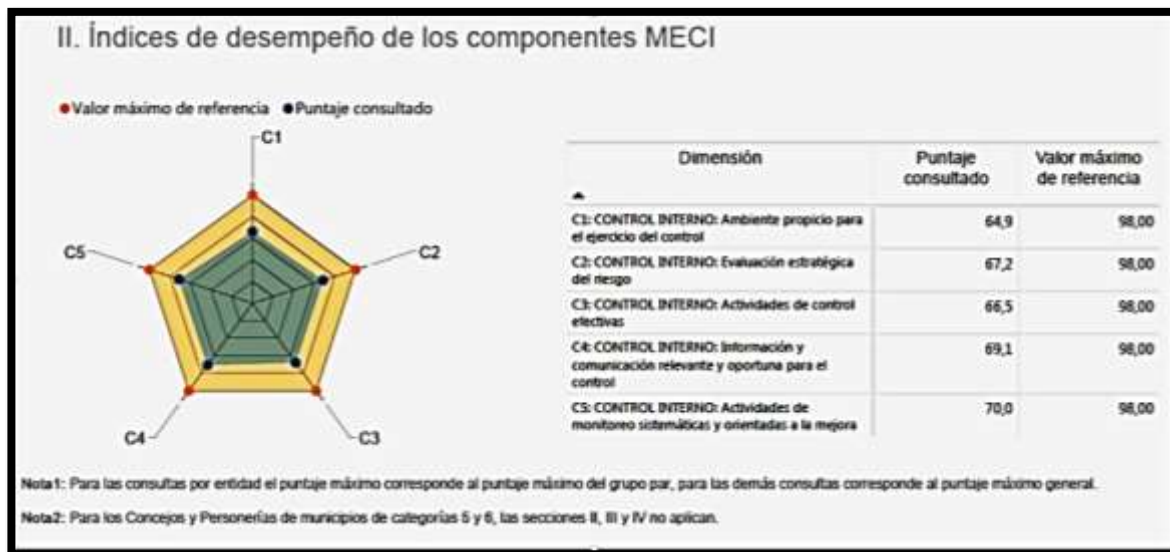 II. Índices de desempeño de los componentes MECI
Valor máximo de referencia Puntaje consultado
C1
C2
C3
C4
C5
Dimensión
Puntaje
consultado
Valor máximo
de referencia
C1: CONTROL INTERNO: Ambiente propicio para
el ejercicio del control
64,9
98,00
C2: CONTROL INTERNO: Evaluación estratégica
del riesgo
67,2
98,00
C3: CONTROL INTERNO: Actividades de control
efectivas
66,5
98,00
C4: CONTROL INTERNO: Información y
comunicación relevante y oportuna para el
control
69,1
98,00
C5: CONTROL INTERNO: Actividades de
monitoreo sistemáticas y orientadas a la mejora
70,0
98,00
Nota1: Para las consultas por entidad el puntaje máximo corresponde al puntaje máximo del grupo par, para las demás consultas corresponde al puntaje máximo general.
Nota2: Para los Concejos y Personerías de municipios de categorías 5 y 6, las secciones II, III y IV no aplican.